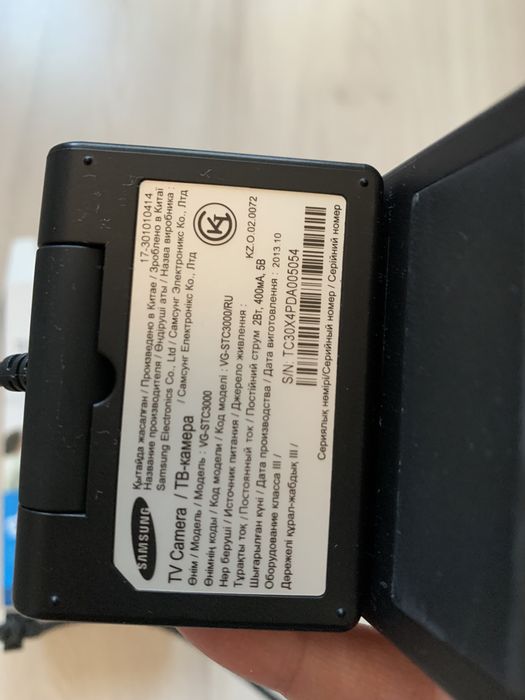 Қытайда жасалған / Произведено в Китае / Зроблено в Китаї 17-301010414
Название производителя / Өндіруші аты / Назва виробника :
Samsung Electronics Co., Ltd / Самсунг Электроникс Ко., Лтд
/ Самсунг Електронікс Ко., Лтд
SAMSUNG
TV Camera / ТВ-камера
Өнім / Модель / Модель : VG-STC3000
Өнімнің коды / Код модели / Код моделі : VG-STC3000/RU
Нәр беруші / Источник питания / Джерело живлення :
Тұрақты ток / Постоянный ток / Постійний струм 2Вт, 400мА, 5В
Шығарылған күні / Дата производства / Дата виготовлення : 2013.10
Оборудование класса III /
Дәрежелі құрал-жабдық III /
KZ.O.02.0072
S/N: TC30X4PDA005054
Сериялық нөмірі/Серийный номер / Серійний номер